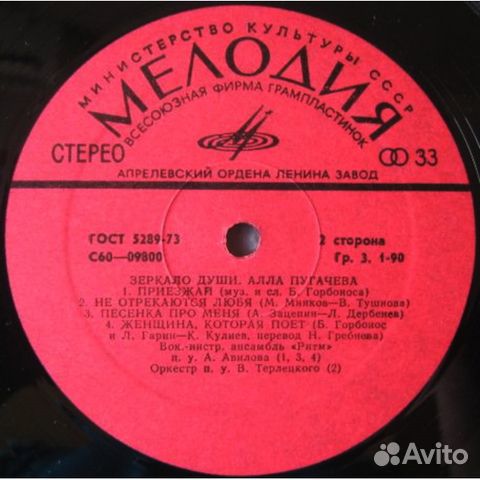 МИНИСТЕРСТВО КУЛЬТУРЫ СССР
МЕЛОДИЯ
ВСЕСОЮЗНАЯ ФИРМА ГРАМПЛАСТИНОК
СТЕРЕО 33
АПРЕЛЕВСКИЙ ОРДЕНА ЛЕНИНА ЗАВОД
ГОСТ 5289-73 2 сторона
С60—09800 Гр. 3. 1-90
ЗЕРКАЛО ДУШИ. АЛЛА ПУГАЧЕВА
1. ПРИЕЗЖАЙ (муз. и сл. Б. Горбоноса)
2. НЕ ОТРЕКАЮТСЯ ЛЮБЯ (М. Минков—В. Тушнова)
3. ПЕСЕНКА ПРО МЕНЯ (А. Зацепин—Л. Дербенев)
4. ЖЕНЩИНА, КОТОРАЯ ПОЕТ (Б. Горбонос
и Л. Гарин—К. Кулиев, перевод Н. Гребнева)
Вок.-инстр. ансамбль «Ритм»
п. у. А. Авилова (1, 3, 4)
Оркестр п. у. В. Терлецкого (2)
Avito